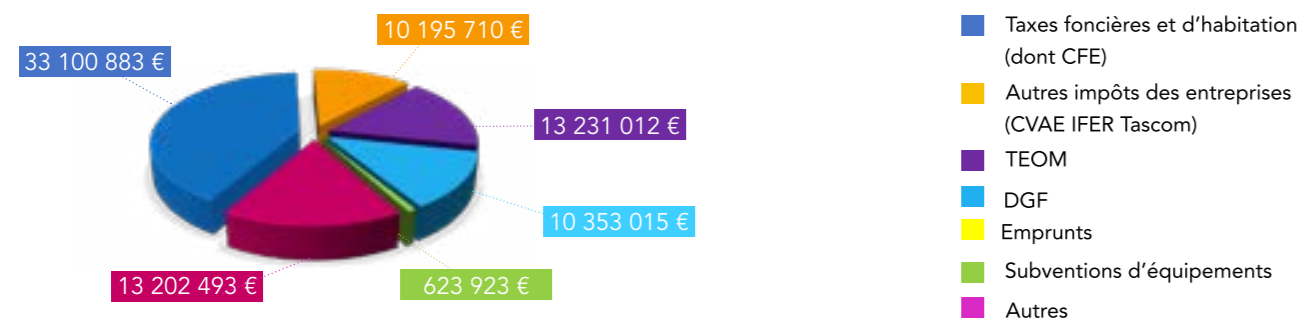 10 195 710 €
33 100 883 €
13 231 012 €
10 353 015 €
13 202 493 €
623 923 €
Taxes foncières et d’habitation
(dont CFE)
Autres impôts des entreprises
(CVAE IFER Tascom)
TEOM
DGF
Emprunts
Subventions d’équipements
Autres